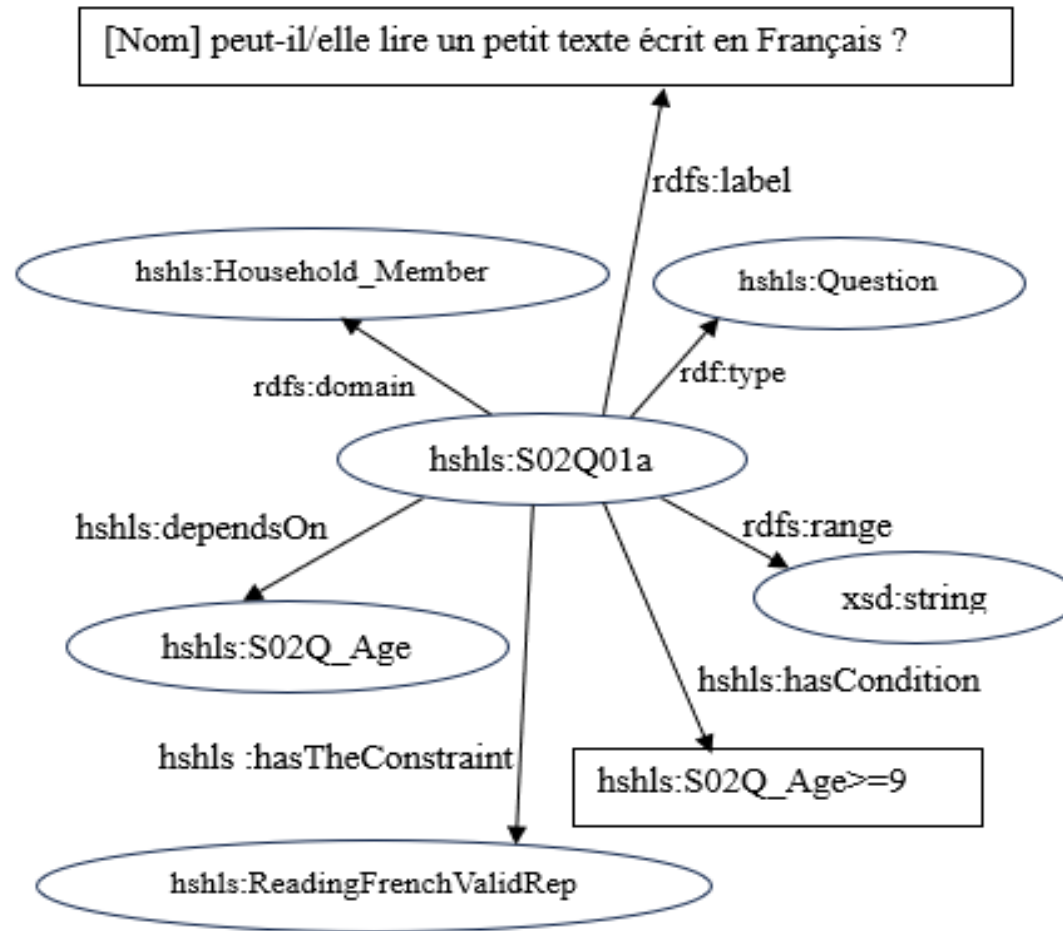 [Nom] peut-il/elle lire un petit texte écrit en Français ?
rdfs:label
hshls:Household_Member
hshls:Question
rdfs:domain
rdf:type
hshls:S02Q01a
hshls:dependsOn
rdfs:range
xsd:string
hshls:S02Q_Age
hshls:hasCondition
hshls :hasTheConstraint
hshls:S02Q_Age>=9
hshls:ReadingFrenchValidRep